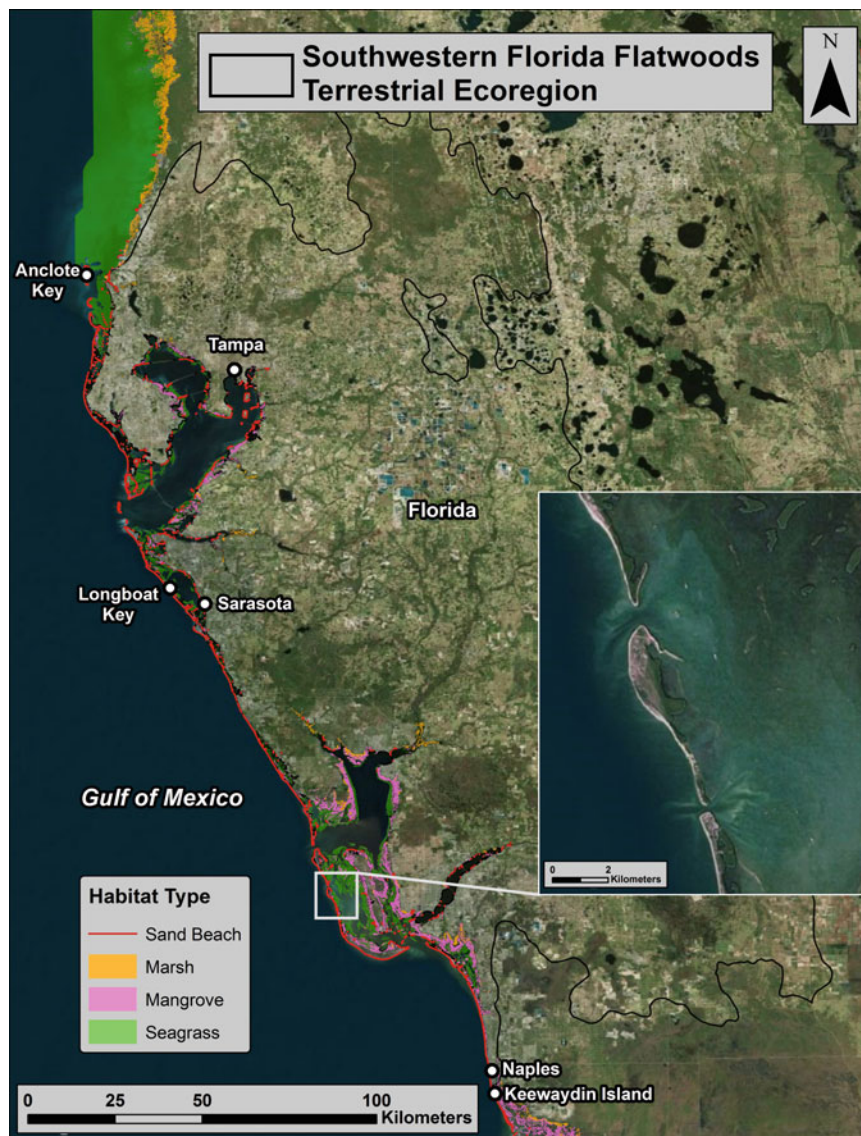 Southwestern Florida Flatwoods
Terrestrial Ecoregion
N
Anclote
Key
Tampa
Florida
Longboat
Key
Sarasota
Gulf of Mexico
0 2
Kilometers
Habitat Type
Sand Beach
Marsh
Mangrove
Seagrass
Naples
Keewaydin Island
0 25 50 100
Kilometers